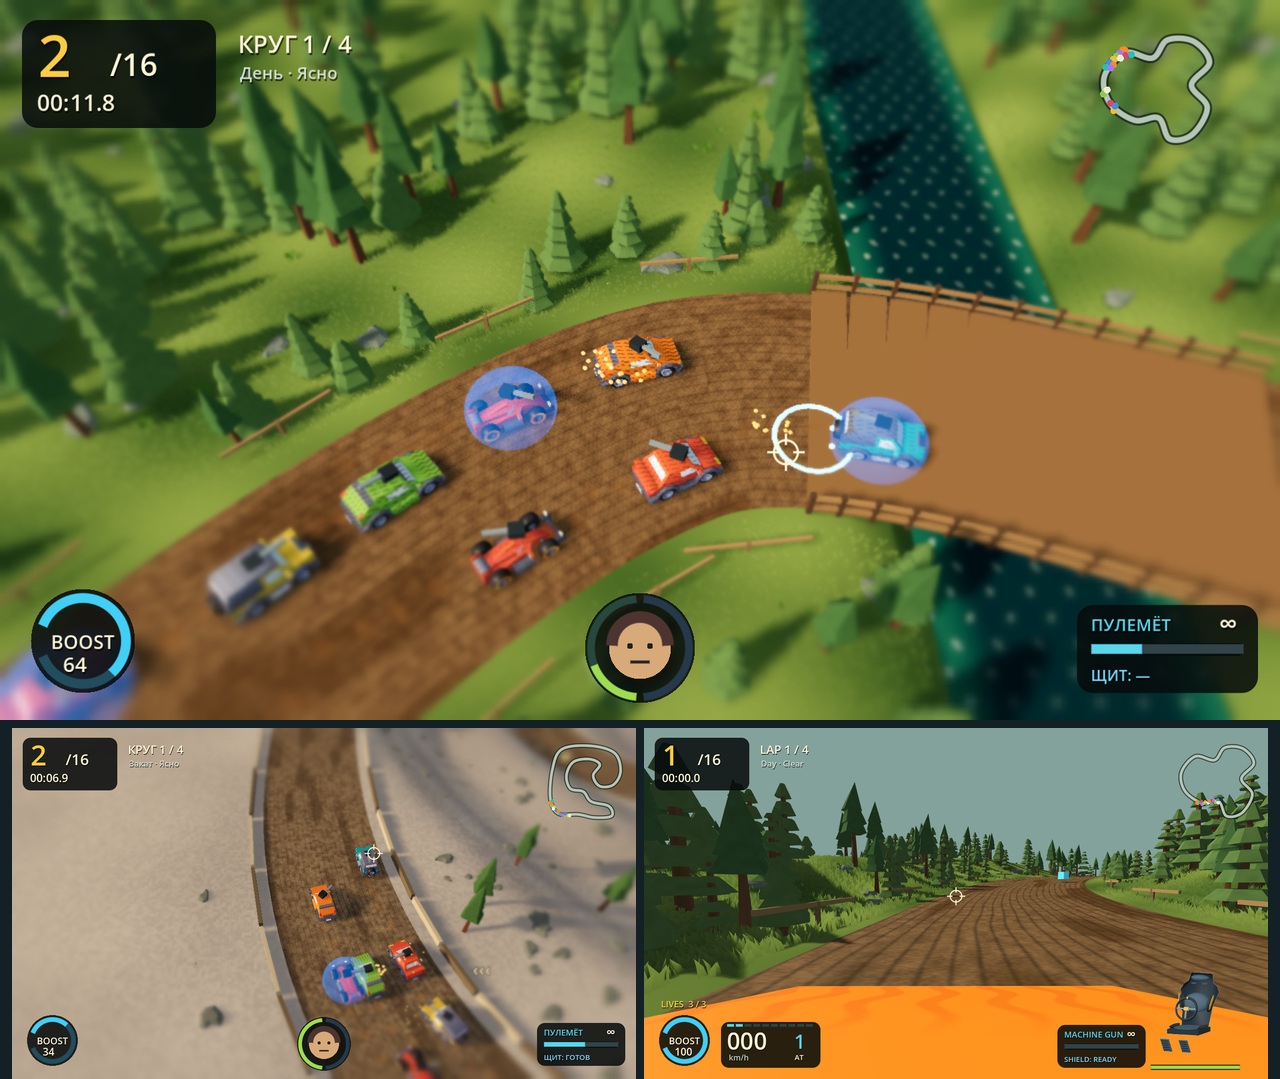 2 /16
00:11.8
КРУГ 1 / 4
День · Ясно
BOOST
64
ПУЛЕМЁТ ∞
ЩИТ: —
2 /16
00:06.9
КРУГ 1 / 4
Закат · Ясно
BOOST
34
ПУЛЕМЁТ ∞
ЩИТ: ГОТОВ
1 /16
00:00.0
LAP 1 / 4
Day · Clear
LIVES 3 / 3
BOOST
100
000 1
km/h AT
MACHINE GUN ∞
SHIELD: READY